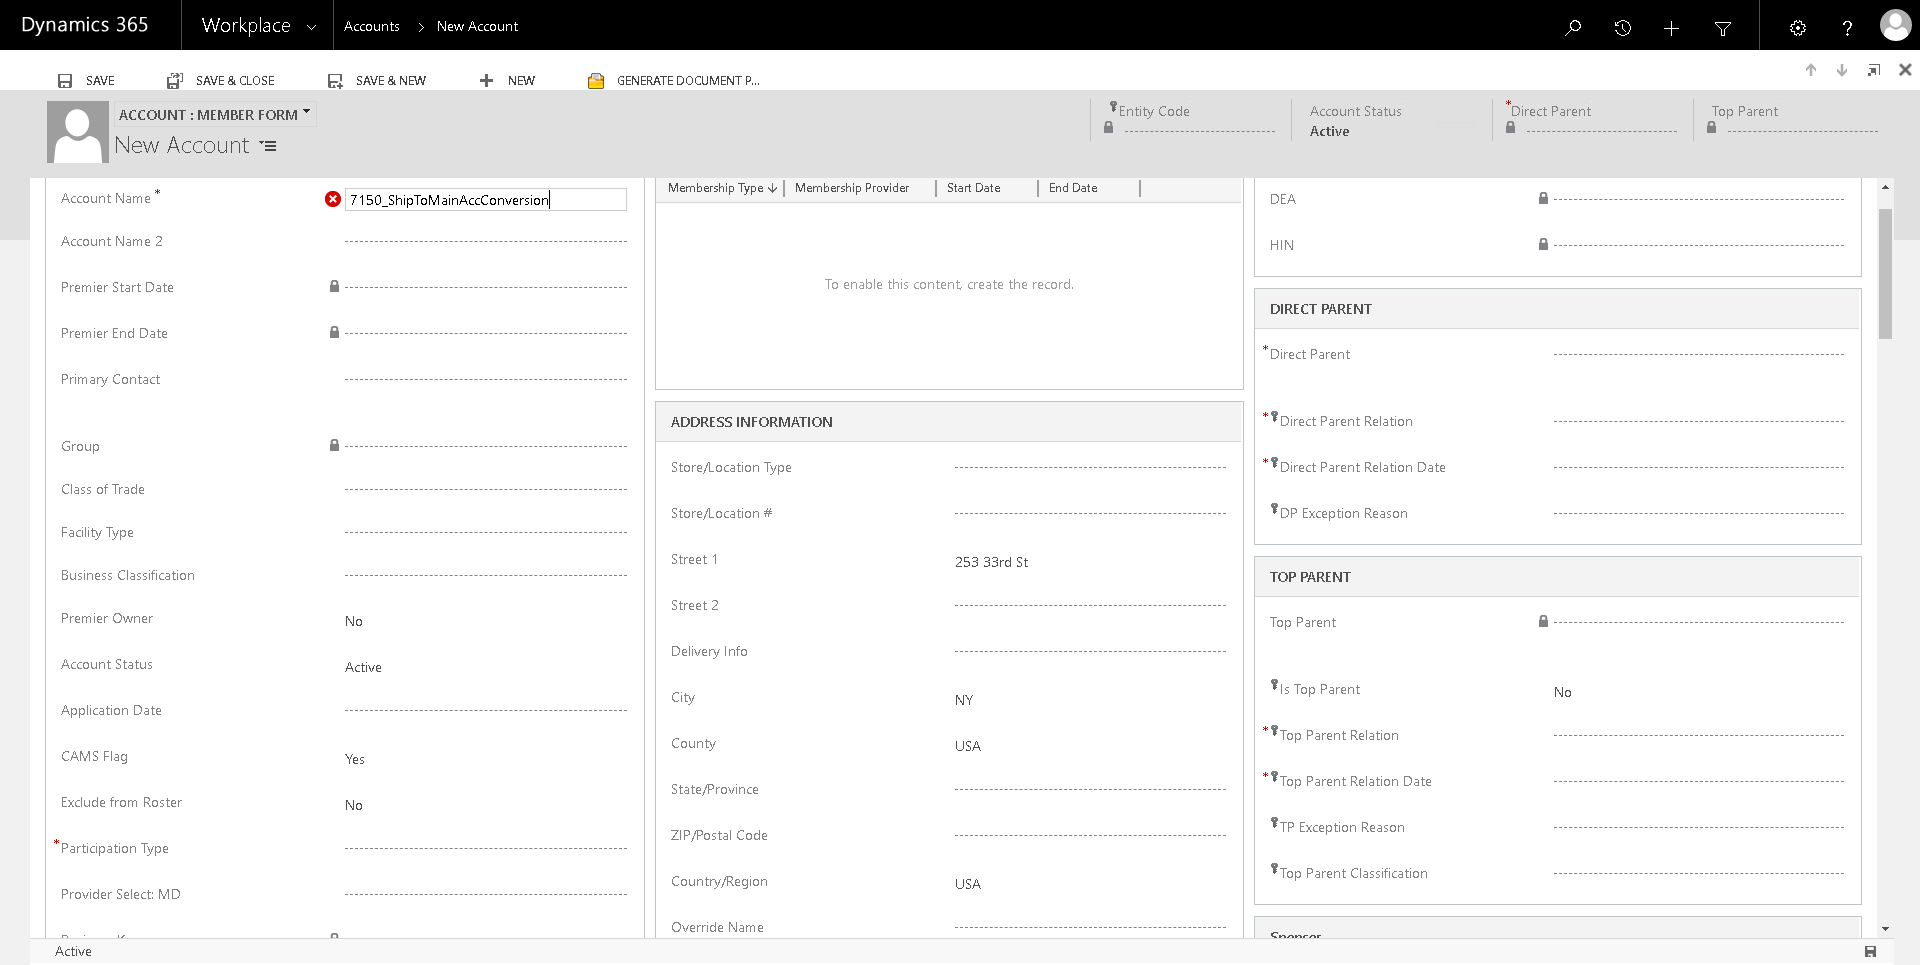 Dynamics 365
Workplace
Accounts > New Account
SAVE
SAVE & CLOSE
SAVE & NEW
NEW
GENERATE DOCUMENT P...
ACCOUNT : MEMBER FORM
New Account
Entity Code
Account Status
Active
*Direct Parent
Top Parent
Account Name *
7150_ShipToMainAccConversion
Account Name 2
Premier Start Date
Premier End Date
Primary Contact
Group
Class of Trade
Facility Type
Business Classification
Premier Owner No
Account Status Active
Application Date
CAMS Flag Yes
Exclude from Roster No
*Participation Type
Provider Select: MD
Membership Type Membership Provider Start Date End Date
To enable this content, create the record.
ADDRESS INFORMATION
Store/Location Type
Store/Location #
Street 1 253 33rd St
Street 2
Delivery Info
City NY
County USA
State/Province
ZIP/Postal Code
Country/Region USA
Override Name
DEA
HIN
DIRECT PARENT
*Direct Parent
*Direct Parent Relation
*Direct Parent Relation Date
DP Exception Reason
TOP PARENT
Top Parent
Is Top Parent No
*Top Parent Relation
*Top Parent Relation Date
TP Exception Reason
Top Parent Classification
Sponsor
Active